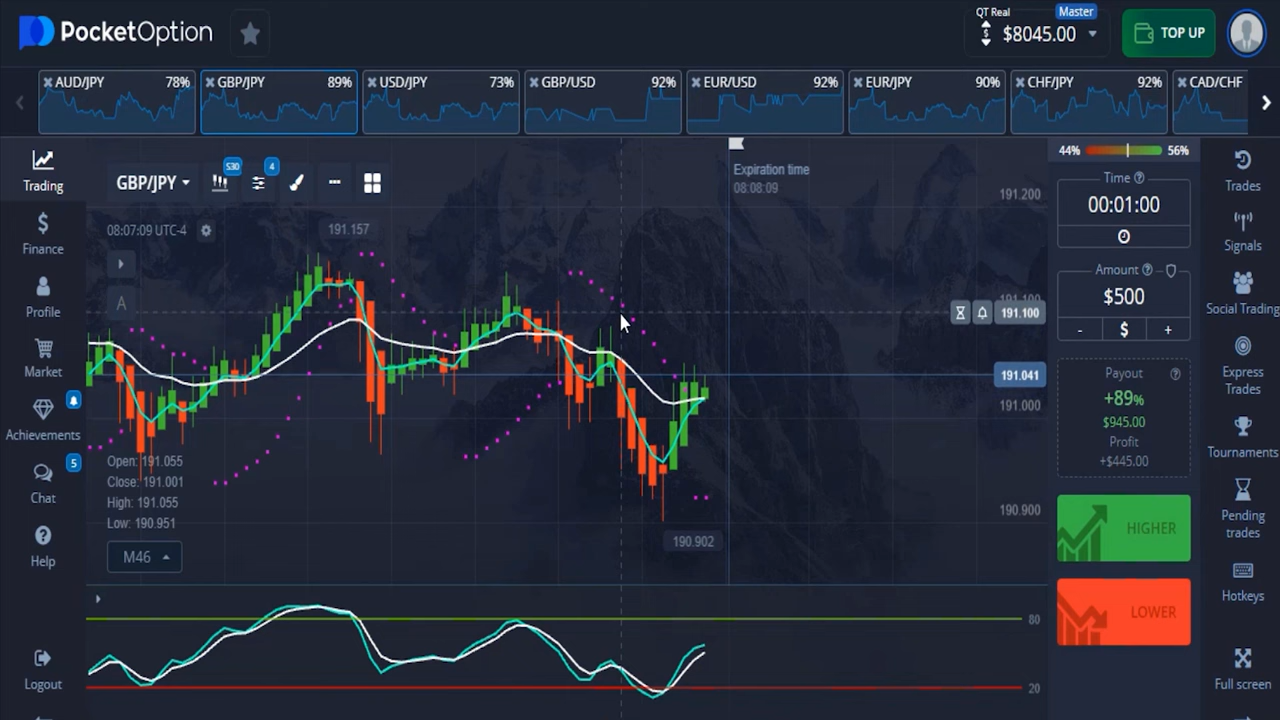 PocketOption
QT Real
Master
$8045.00
TOP UP
AUD/JPY 78%
GBP/JPY 89%
USD/JPY 73%
GBP/USD 92%
EUR/USD 92%
EUR/JPY 90%
CHF/JPY 92%
CAD/CHF
Trading
Finance
Profile
Market
Achievements
5
Chat
Help
Logout
GBP/JPY
S30
4
08:07:09 UTC-4
A
191.157
Expiration time
08:08:09
191.200
191.100
191.100
191.041
191.000
190.900
190.902
Open: 191.055
Close: 191.001
High: 191.055
Low: 190.951
M46
80
20
44% 56%
Time
00:01:00
Amount
$500
- $ +
Payout
+89%
$945.00
Profit
+$445.00
HIGHER
LOWER
Trades
Signals
Social Trading
Express
Trades
Tournaments
Pending
trades
Hotkeys
Full screen